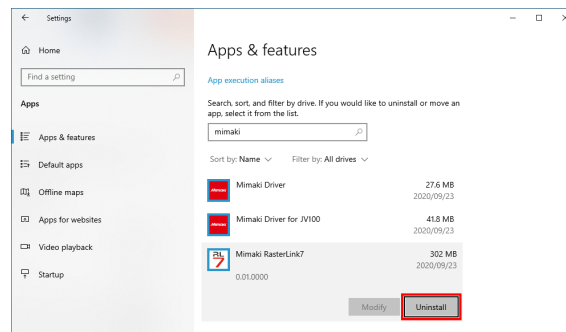 Settings
Home
Find a setting
Apps
Apps & features
Default apps
Offline maps
Apps for websites
Video playback
Startup
Apps & features
App execution aliases
Search, sort, and filter by drive. If you would like to uninstall or move an
app, select it from the list.
mimaki
Sort by: Name Filter by: All drives
Mimaki Driver 27.6 MB
2020/09/23
Mimaki Driver for JV100 41.8 MB
2020/09/23
Mimaki RasterLink7 302 MB
2020/09/23
0.01.0000
Modify Uninstall
Mimaki
Mimaki
RL
7